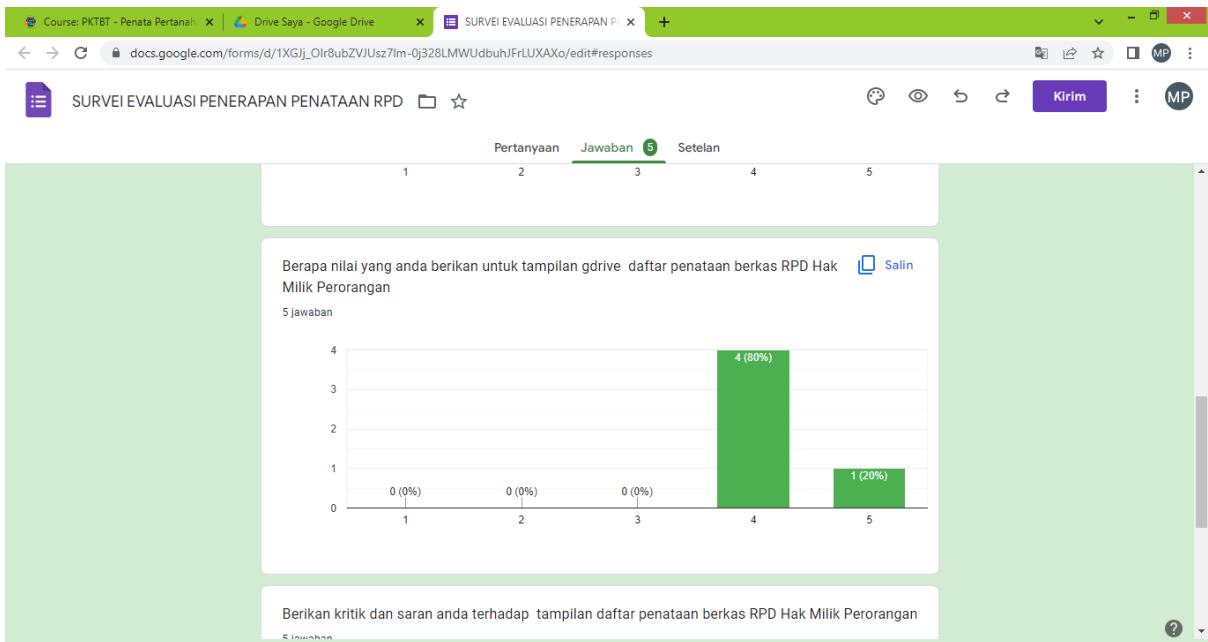 Course: PKTBT - Penata Pertanah
Drive Saya - Google Drive
SURVEI EVALUASI PENERAPAN P
docs.google.com/forms/d/1XGJj_OIr8ubZVJUsz7Im-0j328LMWUdbuhJFrLUXAXo/edit#responses
MP
SURVEI EVALUASI PENERAPAN PENATAAN RPD
Kirim
MP
Pertanyaan Jawaban 5 Setelan
1 2 3 4 5
Berapa nilai yang anda berikan untuk tampilan gdrive daftar penataan berkas RPD Hak
Milik Perorangan
Salin
5 jawaban
4
3
2
1
0
0 (0%) 0 (0%) 0 (0%) 4 (80%) 1 (20%)
1 2 3 4 5
Berikan kritik dan saran anda terhadap tampilan daftar penataan berkas RPD Hak Milik Perorangan
5 jawaban